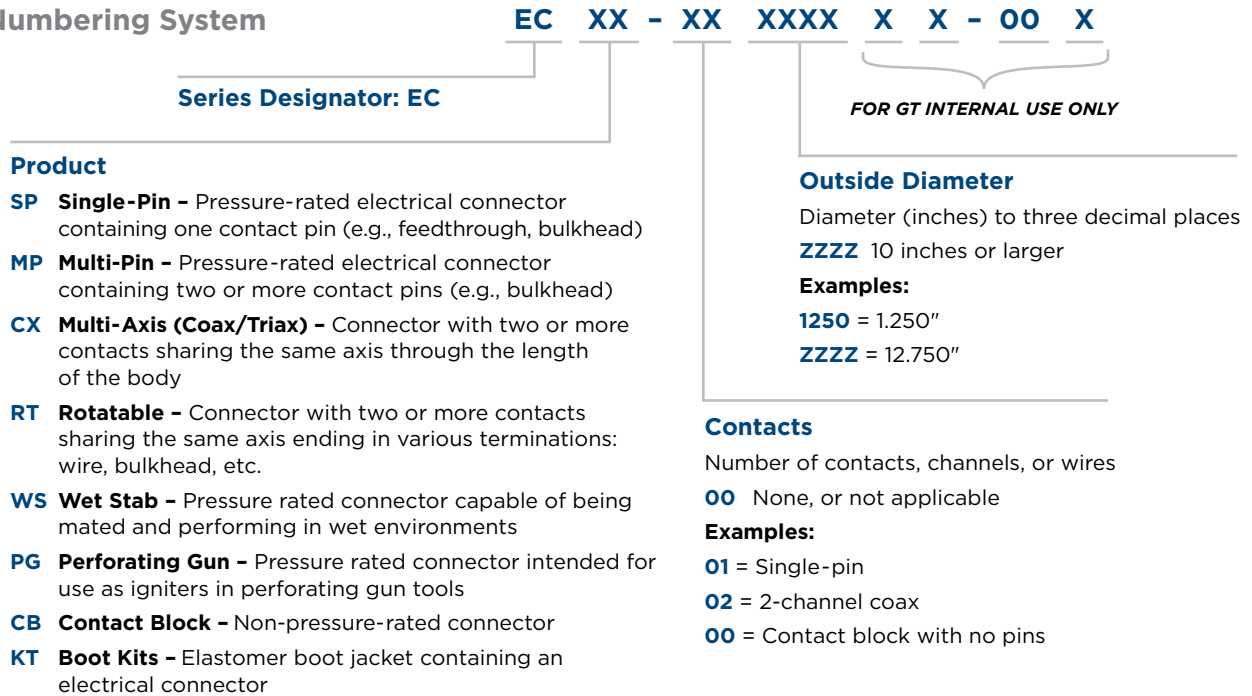 Numbering System
EC XX – XX XXXX X X – 00 X
Series Designator: EC
FOR GT INTERNAL USE ONLY
Product
SP Single-Pin – Pressure-rated electrical connector
containing one contact pin (e.g., feedthrough, bulkhead)
MP Multi-Pin – Pressure-rated electrical connector
containing two or more contact pins (e.g., bulkhead)
CX Multi-Axis (Coax/Triax) – Connector with two or more
contacts sharing the same axis through the length
of the body
RT Rotatable – Connector with two or more contacts
sharing the same axis ending in various terminations:
wire, bulkhead, etc.
WS Wet Stab – Pressure rated connector capable of being
mated and performing in wet environments
PG Perforating Gun – Pressure rated connector intended for
use as igniters in perforating gun tools
CB Contact Block – Non-pressure-rated connector
KT Boot Kits – Elastomer boot jacket containing an
electrical connector
Outside Diameter
Diameter (inches) to three decimal places
ZZZZ 10 inches or larger
Examples:
1250 = 1.250"
ZZZZ = 12.750"
Contacts
Number of contacts, channels, or wires
00 None, or not applicable
Examples:
01 = Single-pin
02 = 2-channel coax
00 = Contact block with no pins